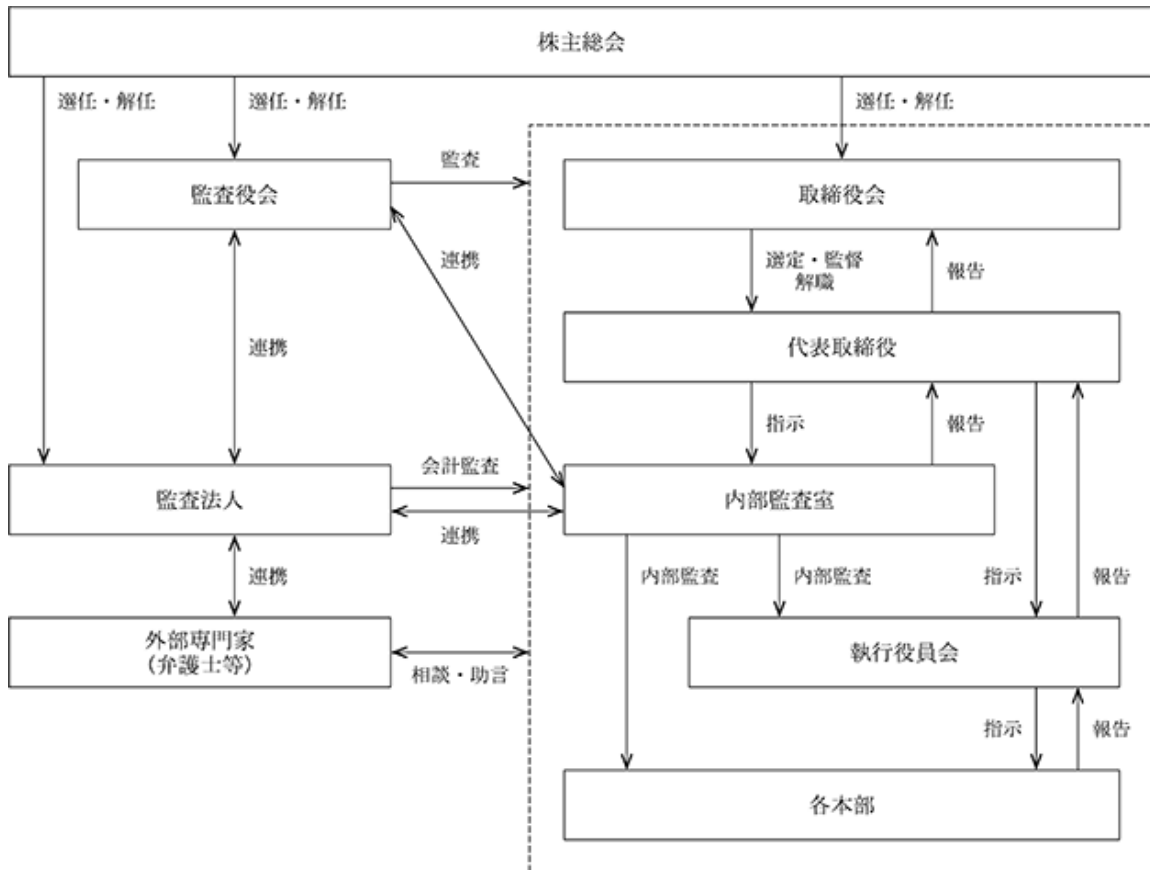 株主総会
選任・解任
選任・解任
選任・解任
監査役会
監査
取締役会
連携
選定・監督
解職
報告
連携
代表取締役
指示
報告
会計監査
監査法人
連携
内部監査室
連携
内部監査
内部監査
指示
報告
外部専門家
(弁護士等)
相談・助言
執行役員会
指示
報告
各本部